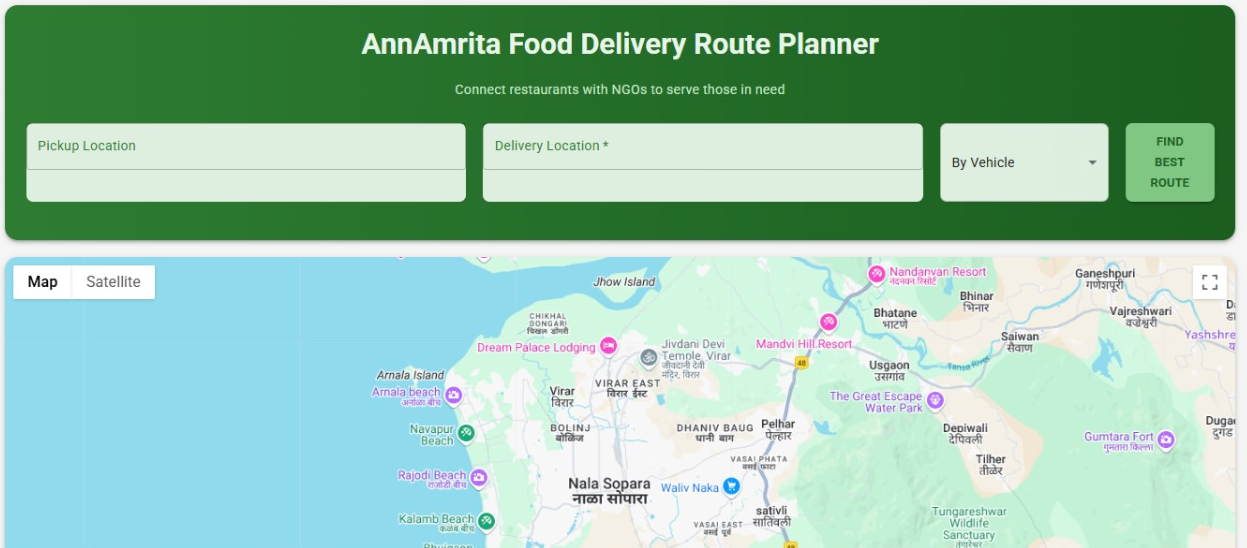 AnnAmrita Food Delivery Route Planner
Connect restaurants with NGOs to serve those in need
Pickup Location
Delivery Location *
By Vehicle
FIND
BEST
ROUTE
Map
Satellite
Jhow Island
Nandanvan Resort
नंदनवन रिसोर्ट
Ganeshpuri
गणेशपूरी
CHIKHAL
DONGARI
चिखल डोंगरी
Bhinar
भिनार
Bhatane
भाटणे
Vajreshwari
वज्रेश्वरी
Dream Palace Lodging
Jivdani Devi
Temple, Virar
जीवदानी देवी
मंदिर, विरार
Mandvi Hill Resort
Saiwan
सैवाण
Yashshre
48
Tansa River
Arnala Island
Usgaon
उसगांव
Arnala beach
अर्नाळा बीच
Virar
विरार
VIRAR EAST
विरार ईस्ट
The Great Escape
Water Park
Navapur
Beach
BOLINJ
बोळिंज
DHANIV BAUG
धानी बाग
Pelhar
पेल्हार
Depiwali
देपिवली
Gumtara Fort
गुमतारा किल्ला
Dugad
दुगड
VASAI PHATA
वसई फाटा
Tilher
तीळेर
Rajodi Beach
राजोडी बीच
Nala Sopara
नाळा सोपारा
Waliv Naka
Kalamb Beach
कळंब बीच
VASAI EAST
वसई पूर्व
sativli
सातिवली
Tungareshwar
Wildlife
Sanctuary
48